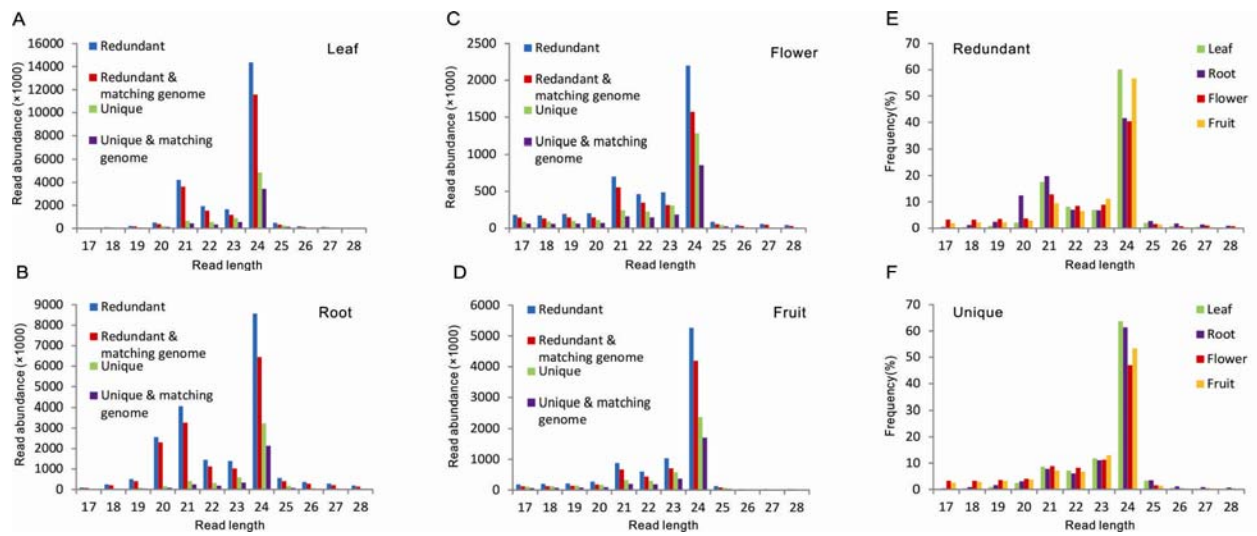 A
Leaf
Read abundance (×1000)
16000
14000
12000
10000
8000
6000
4000
2000
0
Redundant
Redundant &
matching genome
Unique
Unique & matching
genome
17 18 19 20 21 22 23 24 25 26 27 28
Read length
B
Root
Read abundance (×1000)
9000
8000
7000
6000
5000
4000
3000
2000
1000
0
Redundant
Redundant &
matching genome
Unique
Unique & matching
genome
17 18 19 20 21 22 23 24 25 26 27 28
Read length
C
Flower
Read abundance (×1000)
2500
2000
1500
1000
500
0
Redundant
Redandant &
matching genome
Unique
Unique & matching
genome
17 18 19 20 21 22 23 24 25 26 27 28
Read length
D
Fruit
Read abundance (×1000)
6000
5000
4000
3000
2000
1000
0
Redundant
Redundant &
matching genome
Unique
Unique & matching
genome
17 18 19 20 21 22 23 24 25 26 27 28
Read length
E
Redundant
Frequency(%)
70
60
50
40
30
20
10
0
Leaf
Root
Flower
Fruit
17 18 19 20 21 22 23 24 25 26 27 28
Read length
F
Unique
Frequency(%)
70
60
50
40
30
20
10
0
Leaf
Root
Flower
Fruit
17 18 19 20 21 22 23 24 25 26 27 28
Read length